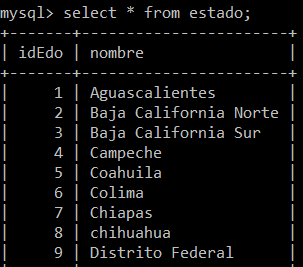 mysql> select * from estado;
+-------+-----------------------+
| idEdo | nombre                |
+-------+-----------------------+
|     1 | Aguascalientes        |
|     2 | Baja California Norte |
|     3 | Baja California Sur   |
|     4 | Campeche              |
|     5 | Coahuila              |
|     6 | Colima                |
|     7 | Chiapas               |
|     8 | chihuahua             |
|     9 | Distrito Federal      |